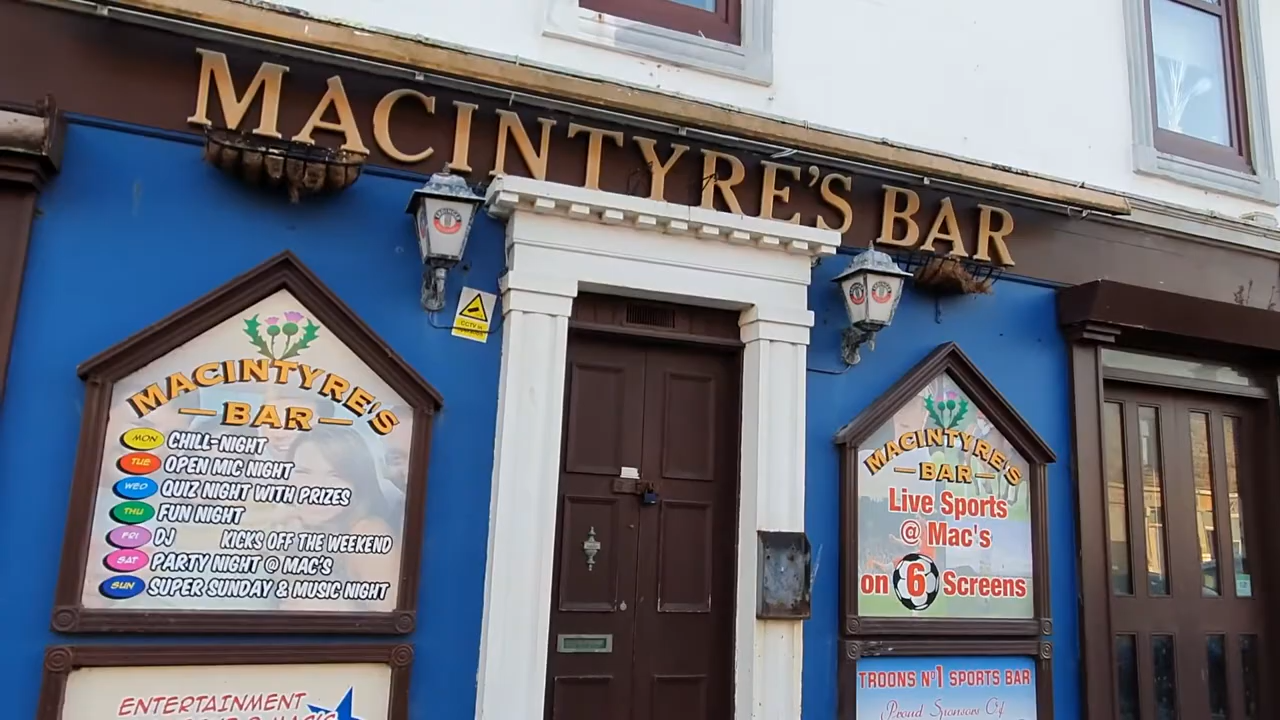 MACINTYRE'S BAR
CCTV in
MACINTYRE'S
— BAR —
MON CHILL-NIGHT
TUE OPEN MIC NIGHT
WED QUIZ NIGHT WITH PRIZES
THU FUN NIGHT
FRI DJ KICKS OFF THE WEEKEND
SAT PARTY NIGHT @ MAC'S
SUN SUPER SUNDAY & MUSIC NIGHT
ENTERTAINMENT
MACINTYRE'S
— BAR —
Live Sports
@ Mac's
on 6 Screens
TROONS Nº1 SPORTS BAR
Proud Sponsors Of